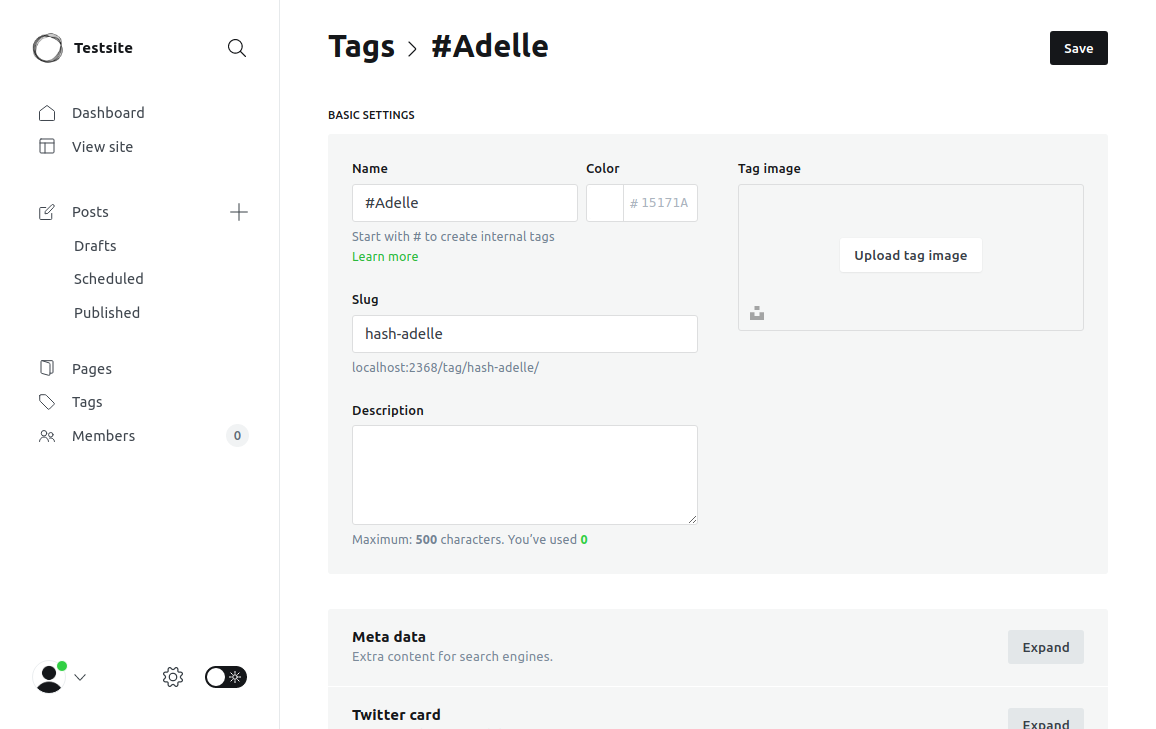 Testsite
Dashboard
View site
Posts
Drafts
Scheduled
Published
Pages
Tags
Members
0
Tags
#Adelle
Save
BASIC SETTINGS
Name
#Adelle
Start with # to create internal tags
Learn more
Color
# 15171A
Slug
hash-adelle
localhost:2368/tag/hash-adelle/
Description
Maximum: 500 characters. You’ve used 0
Tag image
Upload tag image
Meta data
Extra content for search engines.
Expand
Twitter card
Expand